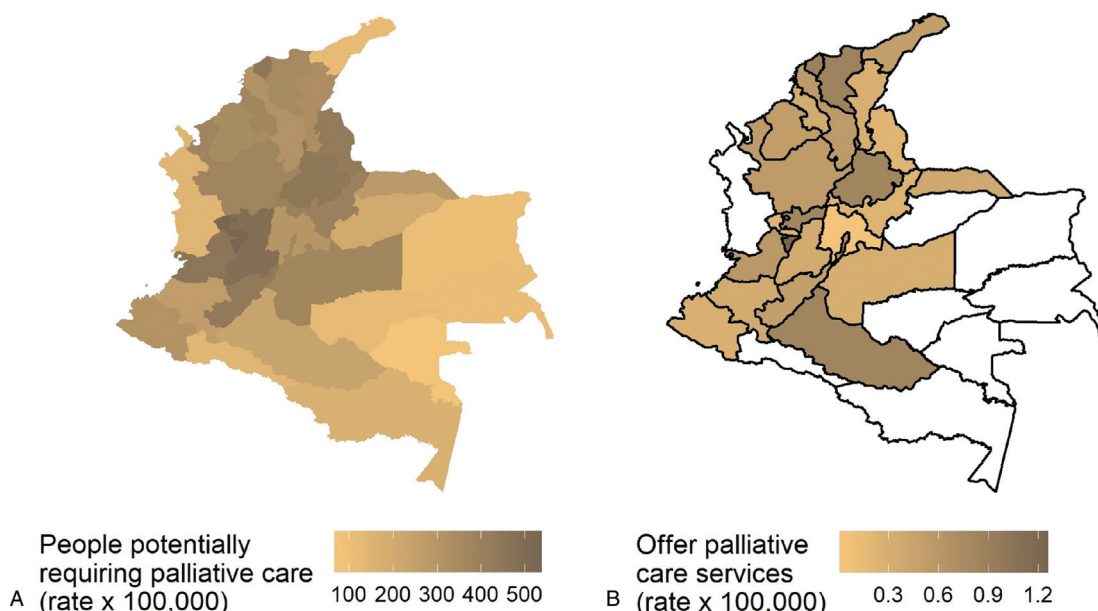 People potentially
requiring palliative care
(rate x 100.000)
100 200 300 400 500
A
Offer palliative
care services
(rate x 100.000)
0.3 0.6 0.9 1.2
B